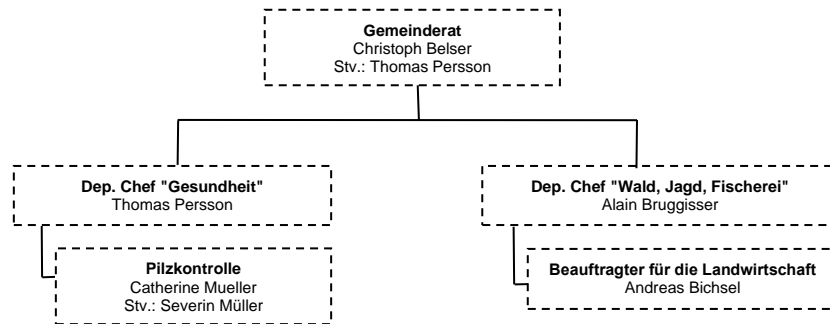 Gemeinderat
Christoph Belser
Stv.: Thomas Persson
Dep. Chef "Gesundheit"
Thomas Persson
Dep. Chef "Wald, Jagd, Fischerei"
Alain Bruggisser
Pilzkontrolle
Catherine Mueller
Stv.: Severin Müller
Beauftragter für die Landwirtschaft
Andreas Bichsel